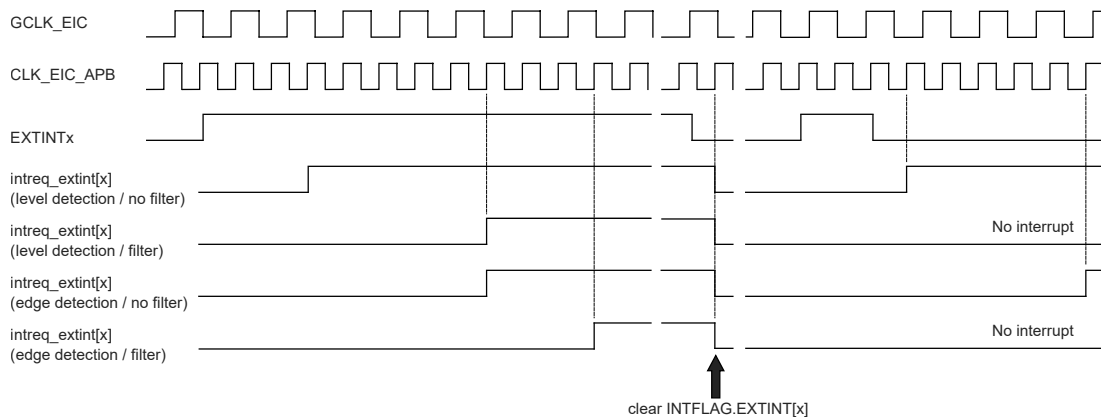 GCLK_EIC
CLK_EIC_APB
EXTINTx
intreq_extint[x]
(level detection / no filter)
intreq_extint[x]
(level detection / filter)
No interrupt
intreq_extint[x]
(edge detection / no filter)
intreq_extint[x]
(edge detection / filter)
No interrupt
clear INTFLAG.EXTINT[x]